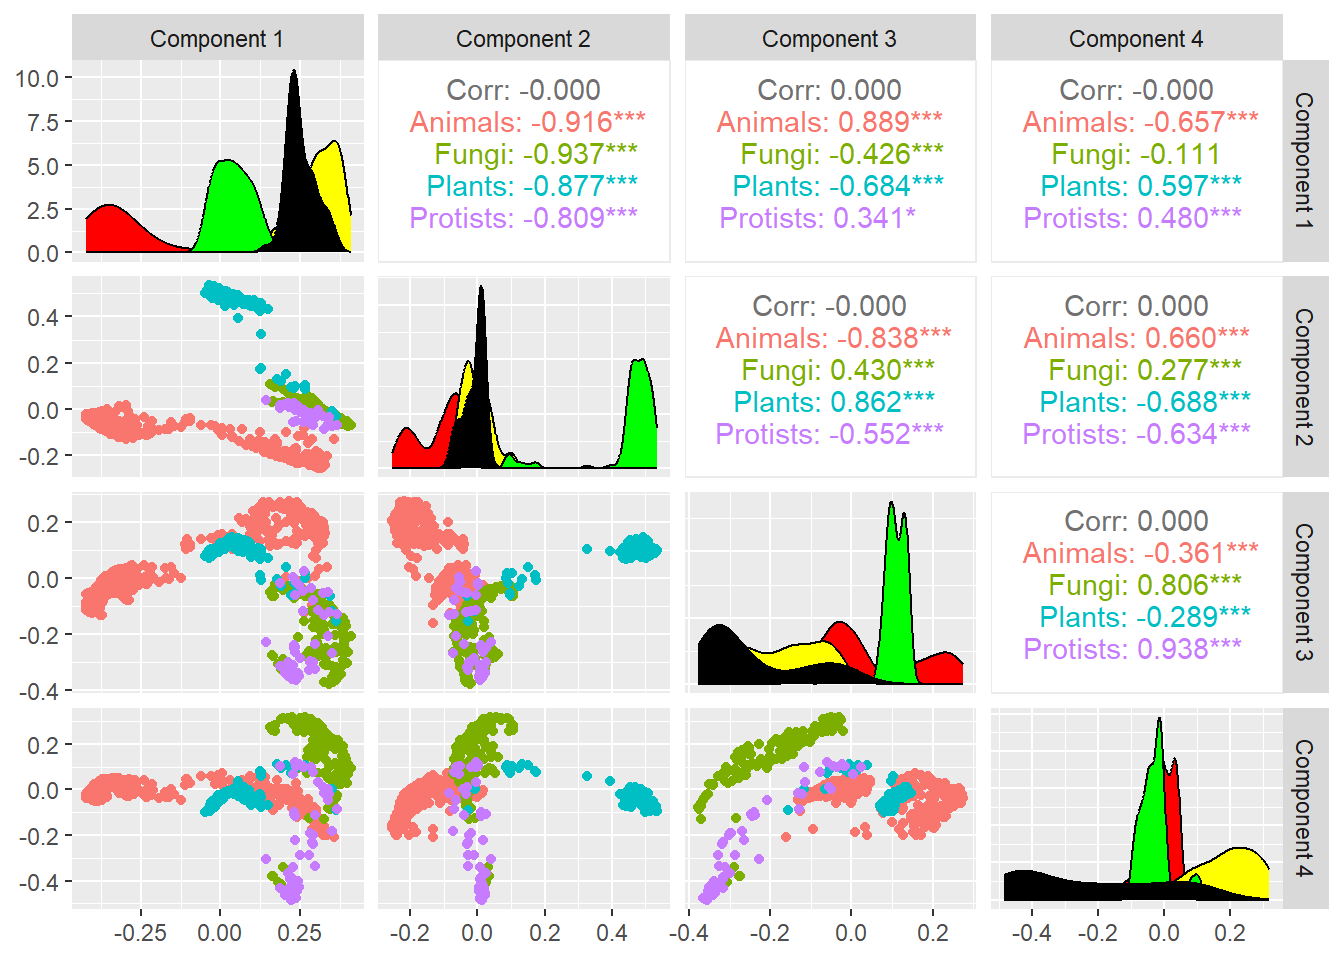 Component 1
Component 2
Component 3
Component 4
10.0
7.5
5.0
2.5
0.0
Corr: -0.000
Animals: -0.916***
Fungi: -0.937***
Plants: -0.877***
Protists: -0.809***
Corr: 0.000
Animals: 0.889***
Fungi: -0.426***
Plants: -0.684***
Protists: 0.341*
Corr: -0.000
Animals: -0.657***
Fungi: -0.111
Plants: 0.597***
Protists: 0.480***
Component 1
0.4
0.2
0.0
-0.2
Corr: -0.000
Animals: -0.838***
Fungi: 0.430***
Plants: 0.862***
Protists: -0.552***
Corr: 0.000
Animals: 0.660***
Fungi: 0.277***
Plants: -0.688***
Protists: -0.634***
Component 2
0.2
0.0
-0.2
-0.4
Corr: 0.000
Animals: -0.361***
Fungi: 0.806***
Plants: -0.289***
Protists: 0.938***
Component 3
0.2
0.0
-0.2
-0.4
Component 4
-0.25 0.00 0.25
-0.2 0.0 0.2 0.4
-0.4 -0.2 0.0 0.2
-0.4 -0.2 0.0 0.2